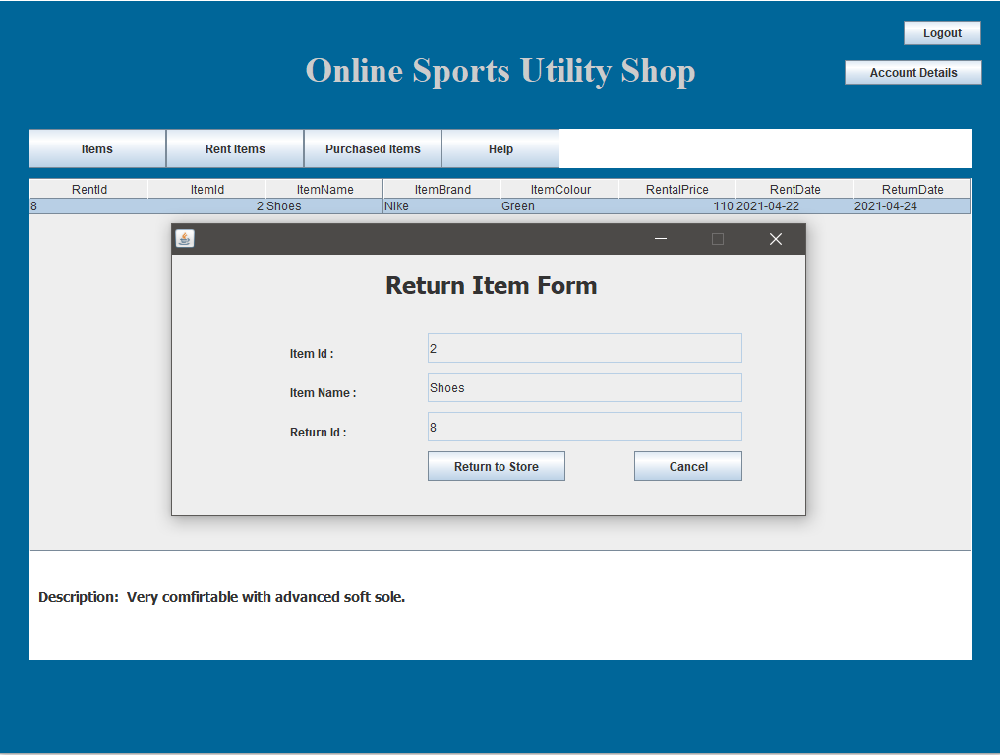 Logout
Online Sports Utility Shop
Account Details
Items Rent Items Purchased Items Help
RentId ItemId ItemName ItemBrand ItemColour RentalPrice RentDate ReturnDate
8 2 Shoes Nike Green 110 2021-04-22 2021-04-24
Return Item Form
Item Id : 2
Item Name : Shoes
Return Id : 8
Return to Store Cancel
Description: Very comfirtable with advanced soft sole.